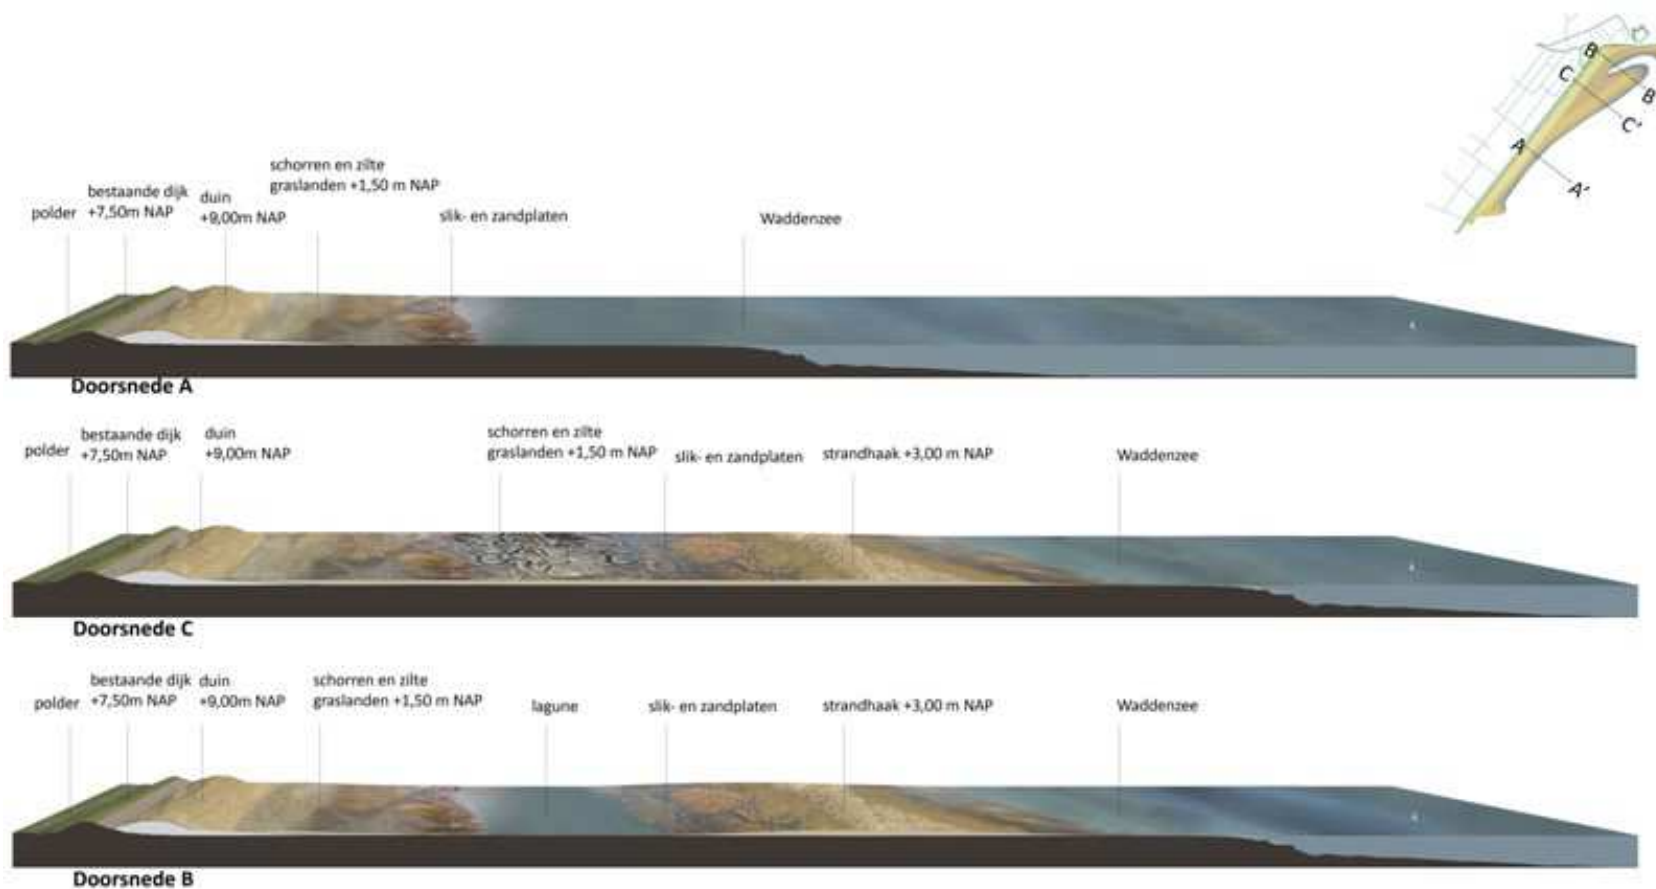 B
C
B
C'
A
A'
schorren en zilte
graslanden +1,50 m NAP
bestaande dijk
+7,50m NAP
duin
+9,00m NAP
polder
slik- en zandplaten
Waddenzee
Doorsnede A
polder
bestaande dijk
+7,50m NAP
duin
+9,00m NAP
schorren en zilte
graslanden +1,50 m NAP
slik- en zandplaten
strandhaak +3,00 m NAP
Waddenzee
Doorsnede C
polder
bestaande dijk
+7,50m NAP
duin
+9,00m NAP
schorren en zilte
graslanden +1,50 m NAP
lagune
slik- en zandplaten
strandhaak +3,00 m NAP
Waddenzee
Doorsnede B